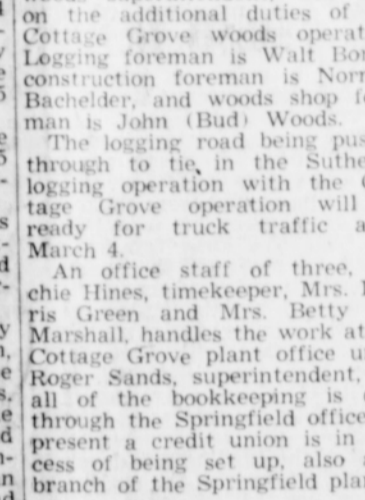 on the additional duties of
Cottage Grove woods operat
Logging foreman is Walt Bor
construction foreman is Norr
Bachelder, and woods shop f
man is John (Bud) Woods.
The logging road being pus
through to tie in the Suthe
logging operation with the C
tage Grove operation will
ready for truck traffic a
March 4.
An office staff of three,
chie Hines, timekeeper, Mrs.
ris Green and Mrs. Betty
Marshall, handles the work at
Cottage Grove plant office u
Roger Sands, superintendent,
all of the bookkeeping is
through the Springfield office
present a credit union is in
cess of being set up, also
branch of the Springfield pla